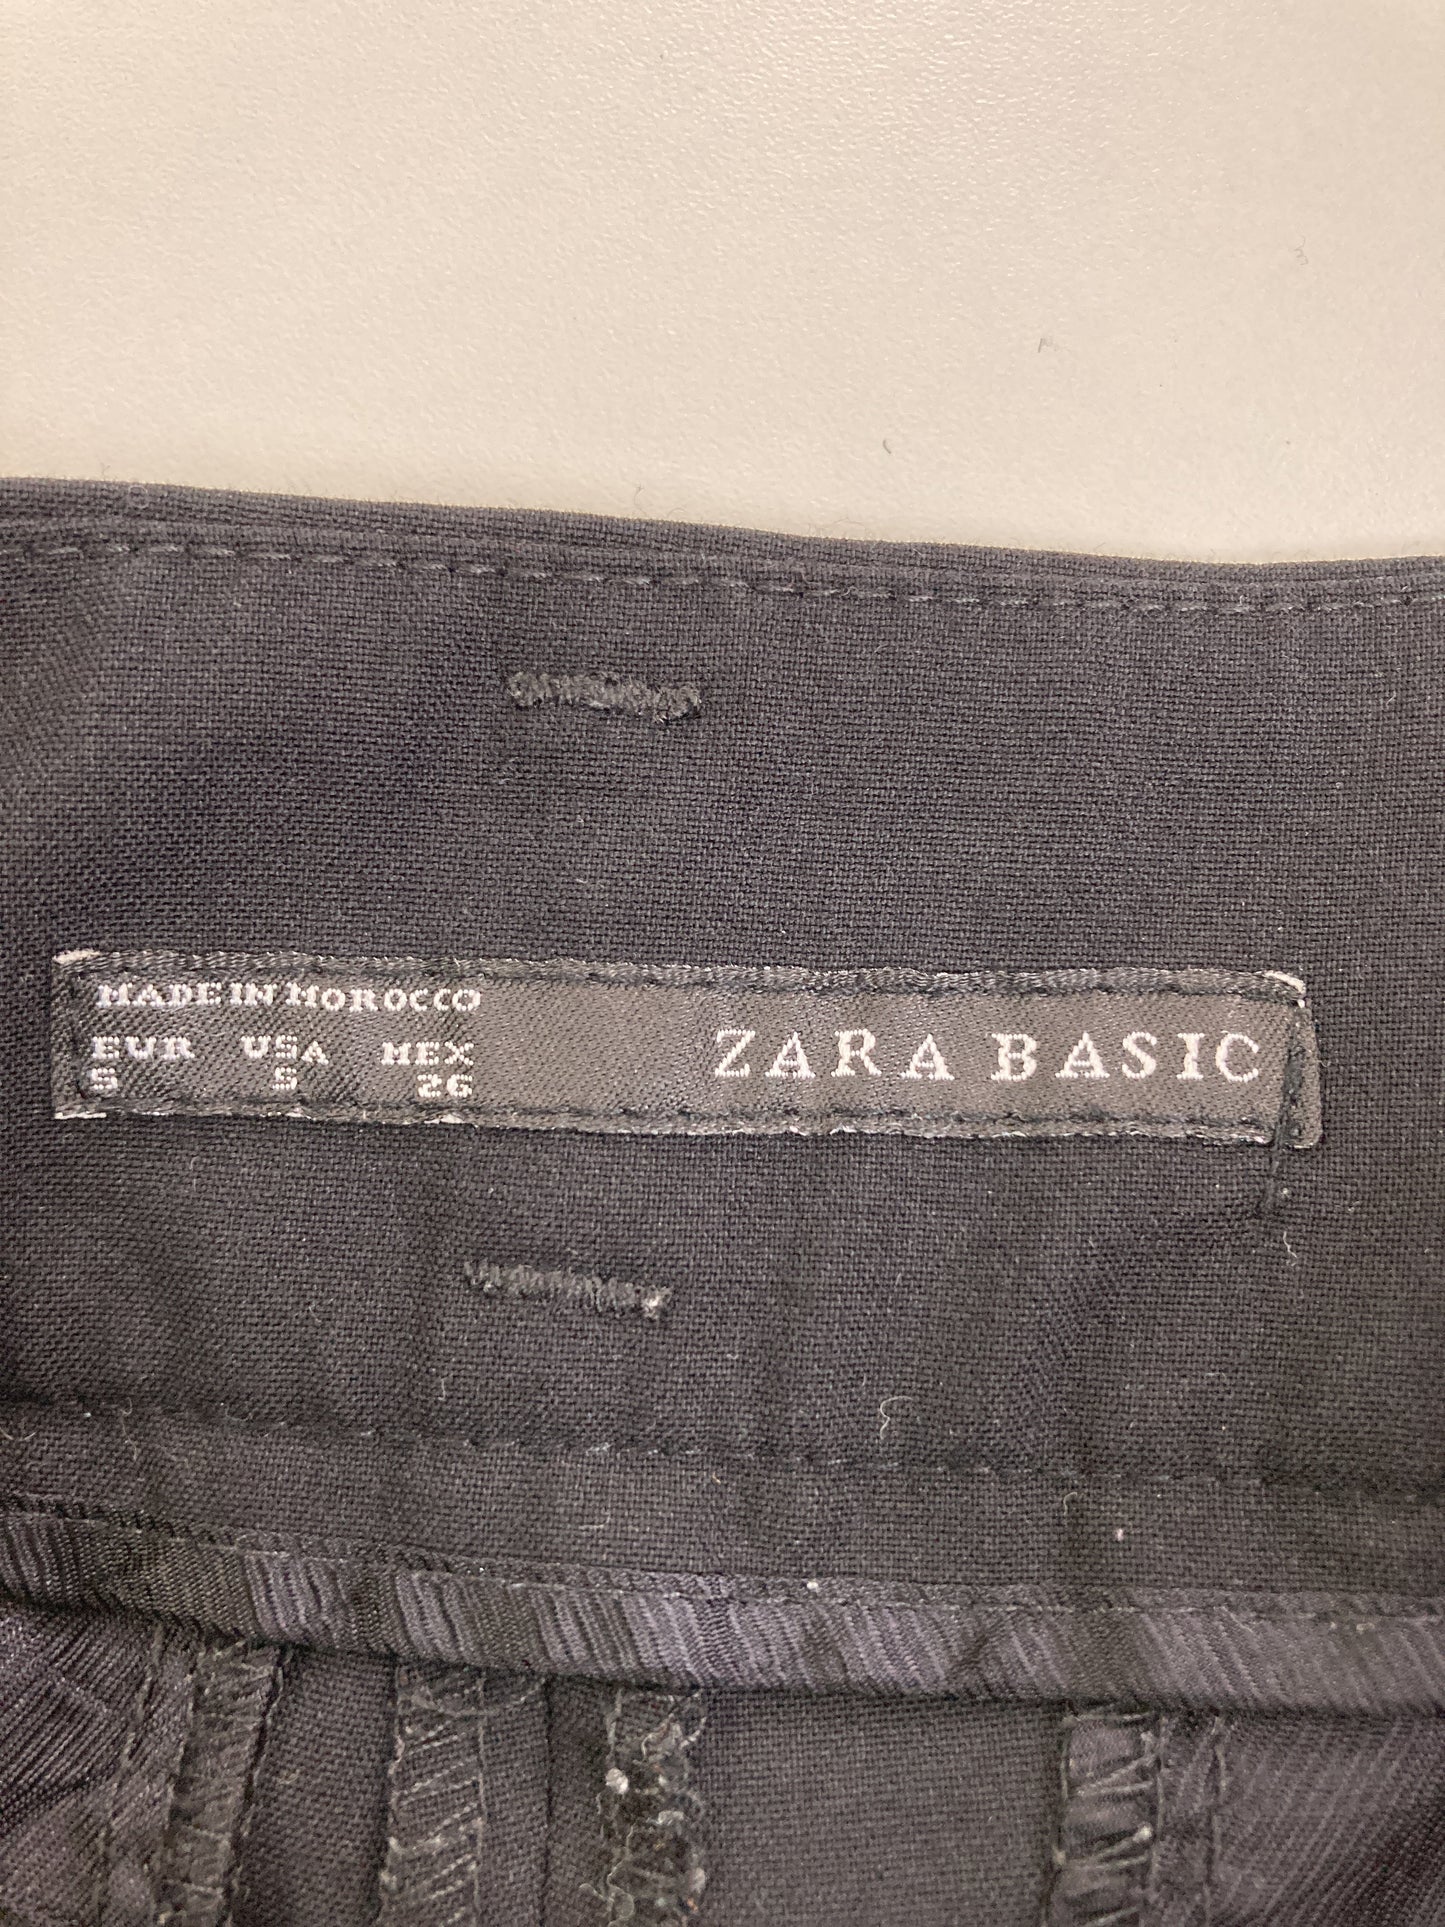 MADE IN MOROCCO
EUR USA MEX
S S 26
ZARA BASIC